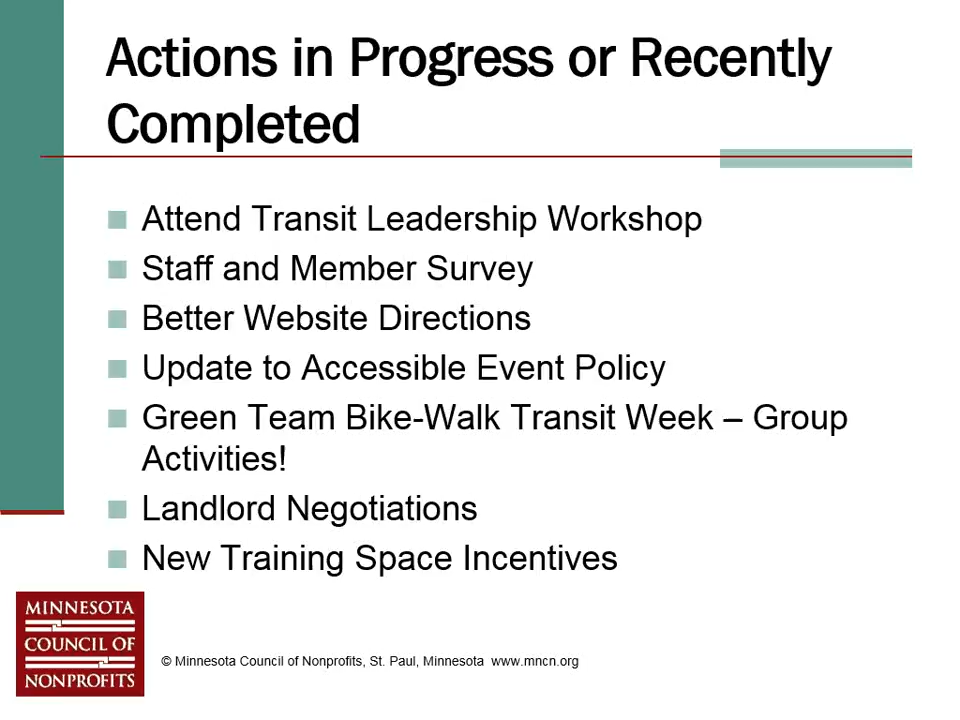 Actions in Progress or Recently
Completed
Attend Transit Leadership Workshop
Staff and Member Survey
Better Website Directions
Update to Accessible Event Policy
Green Team Bike-Walk Transit Week – Group
Activities!
Landlord Negotiations
New Training Space Incentives
MINNESOTA
COUNCIL OF
NONPROFITS
© Minnesota Council of Nonprofits, St. Paul, Minnesota www.mncn.org